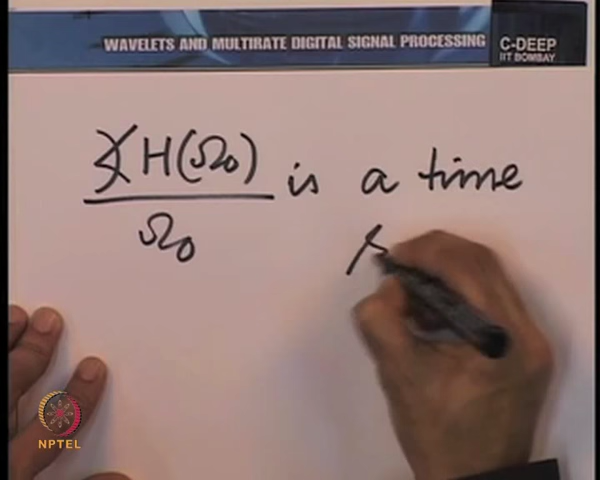 WAVELETS AND MULTIRATE DIGITAL SIGNAL PROCESSING
C-DEEP
IIT BOMBAY
∡H(Ω₀)/Ω₀ is a time
NPTEL